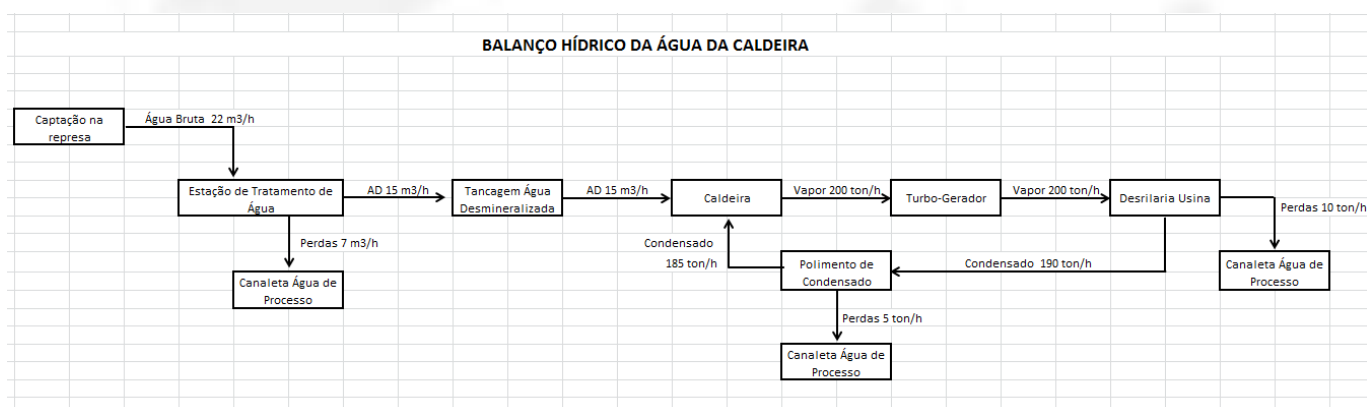 BALANÇO HÍDRICO DA ÁGUA DA CALDEIRA
Captação na
represa
Água Bruta 22 m3/h
Estação de Tratamento de
Água
AD 15 m3/h
Tancagem Água
Desmineralizada
AD 15 m3/h
Caldeira
Vapor 200 ton/h
Turbo-Gerador
Vapor 200 ton/h
Desrilaria Usina
Perdas 10 ton/h
Perdas 7 m3/h
Condensado
185 ton/h
Polimento de
Condensado
Condensado 190 ton/h
Canaleta Água de
Processo
Canaleta Água de
Processo
Perdas 5 ton/h
Canaleta Água de
Processo